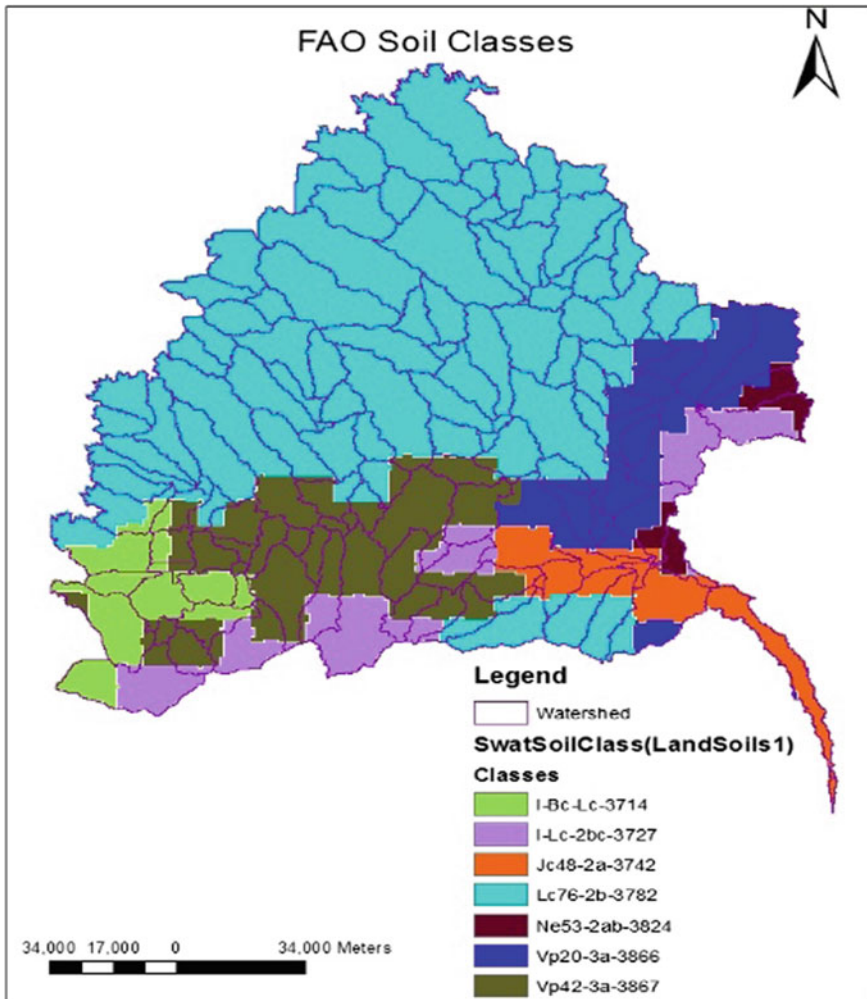 N
FAO Soil Classes
Legend
Watershed
SwatSoilClass(LandSoils1)
Classes
I-Bc-Lc-3714
I-Lc-2bc-3727
Jc48-2a-3742
Lc76-2b-3782
Ne53-2ab-3824
Vp20-3a-3866
Vp42-3a-3867
34,000 17,000 0 34,000 Meters